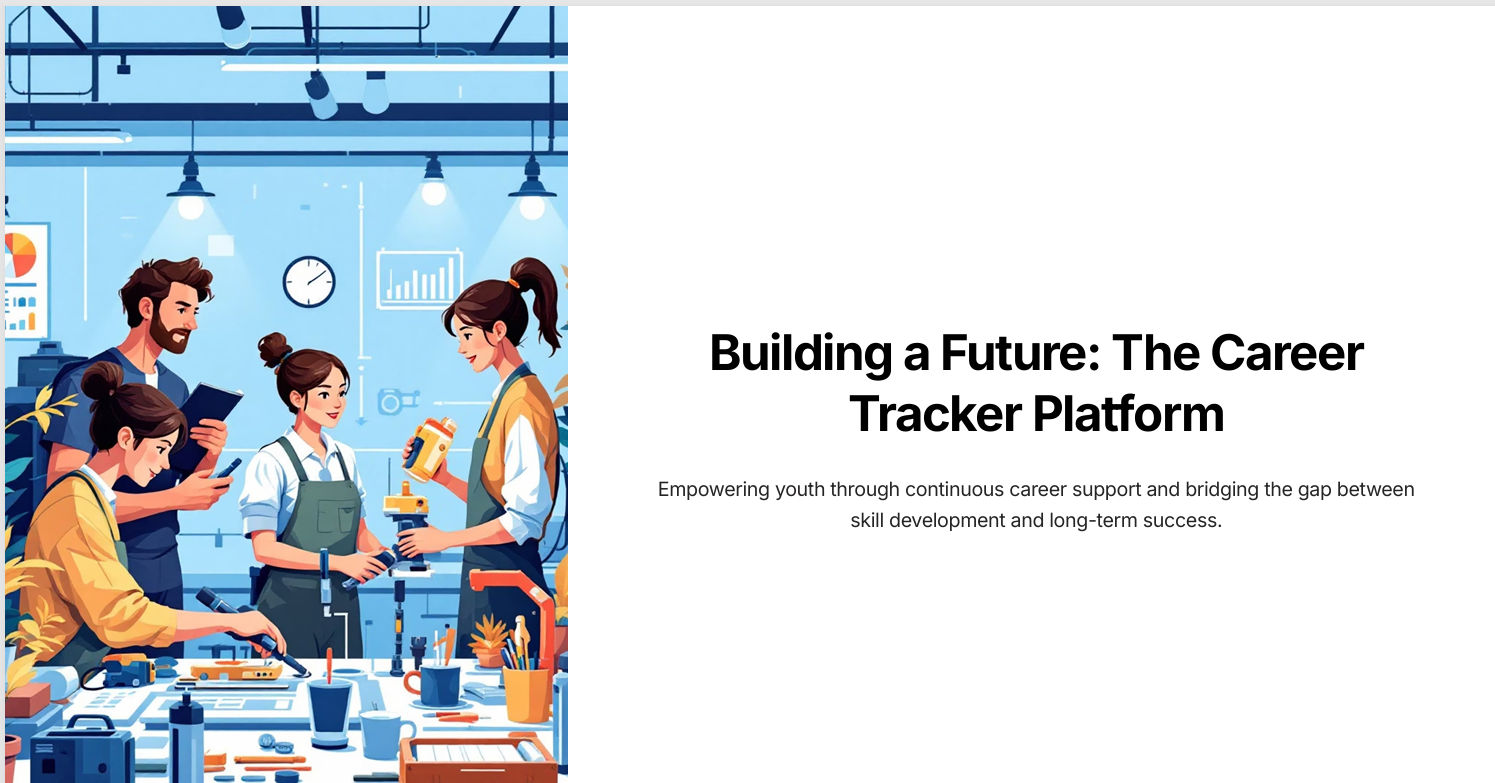 Building a Future: The Career
Tracker Platform
Empowering youth through continuous career support and bridging the gap between
skill development and long-term success.